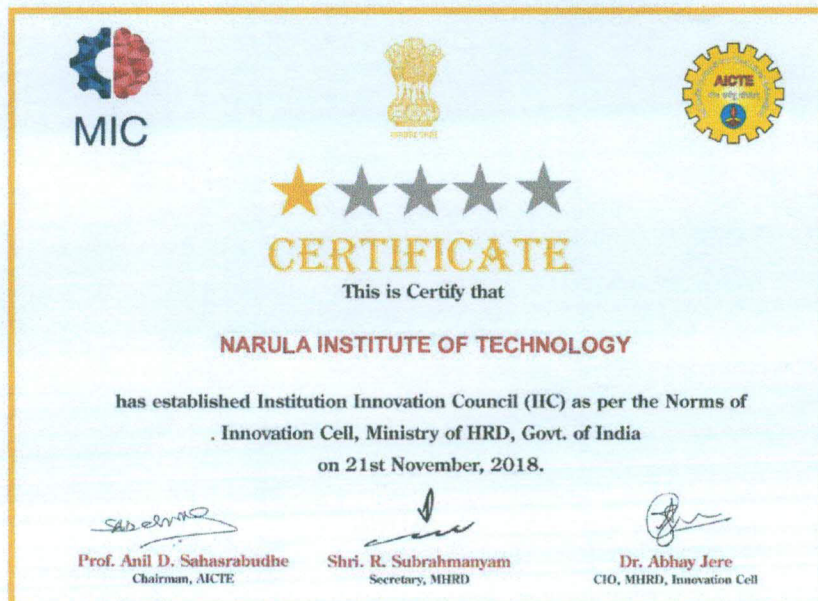 MIC
AICTE
CERTIFICATE
This is Certify that
NARULA INSTITUTE OF TECHNOLOGY
has established Institution Innovation Council (IIC) as per the Norms of
. Innovation Cell, Ministry of HRD, Govt. of India
on 21st November, 2018.
Prof. Anil D. Sahasrabudhe
Chairman, AICTE
Shri. R. Subrahmanyam
Secretary, MHRD
Dr. Abhay Jere
CIO, MHRD, Innovation Cell